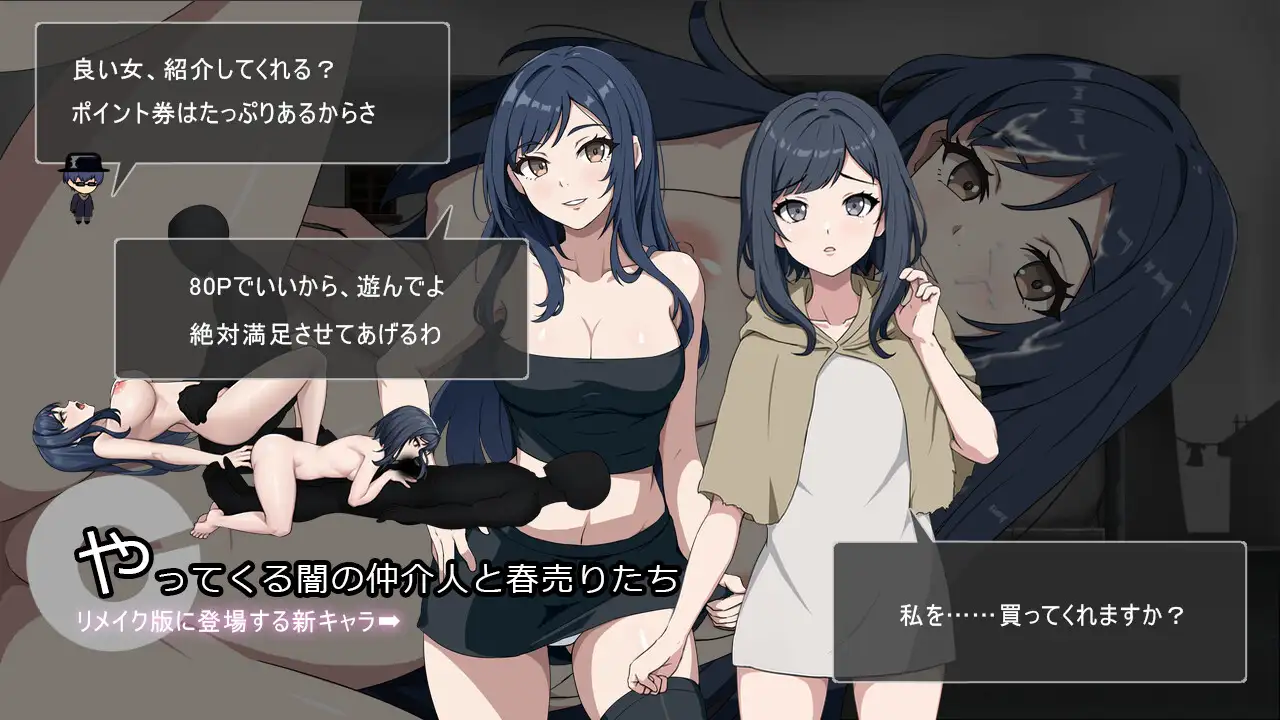 良い女、紹介してくれる？
ポイント券はたっぷりあるからさ
80Pでいいから、遊んでよ
絶対満足させてあげるわ
やってくる闇の仲介人と春売りたち
リメイク版に登場する新キャラ➡
私を……買ってくれますか？